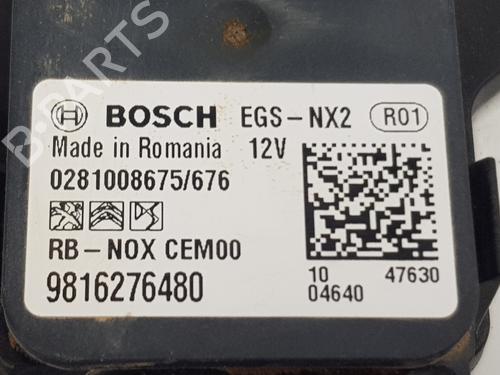 B-PARTS
BOSCH EGS-NX2 R01
Made in Romania 12V
0281008675/676
RB-NOX CEM00
9816276480
10 47630
04640